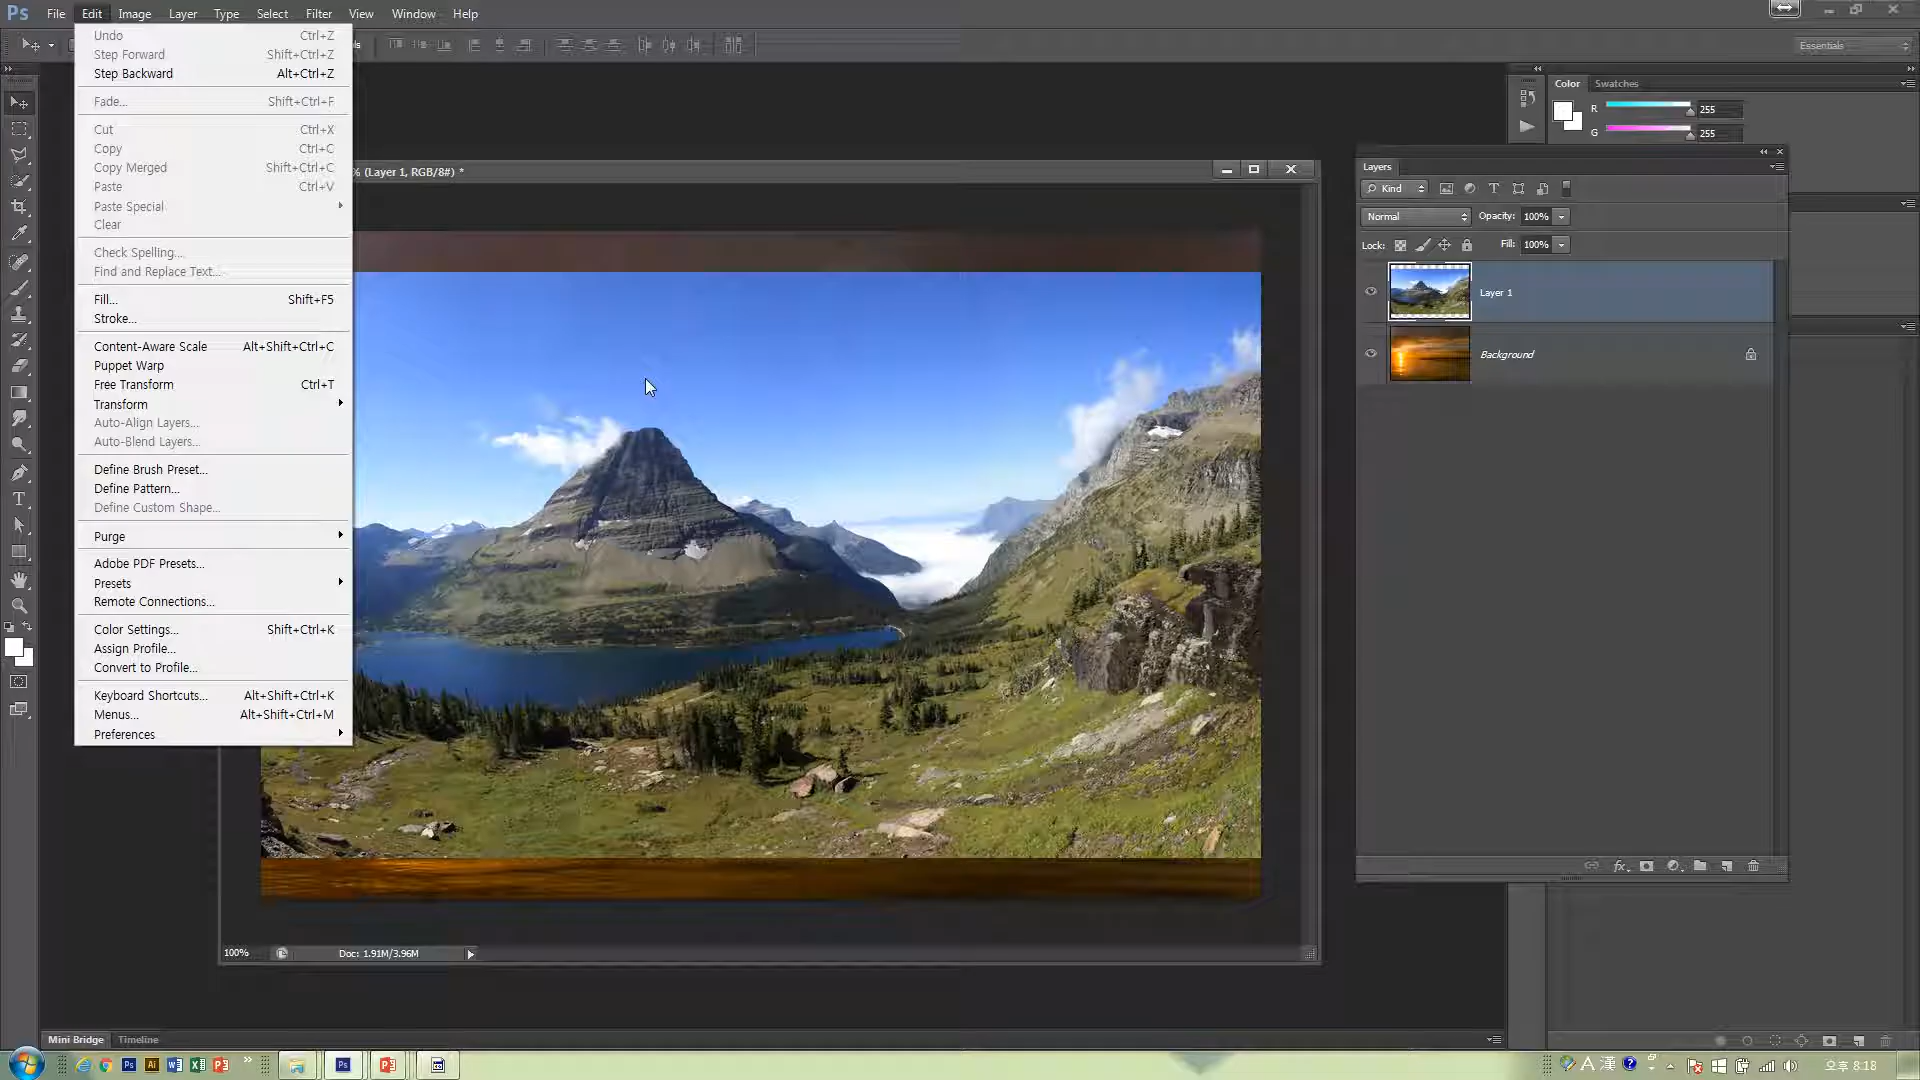 Ps File Edit Image Layer Type Select Filter View Window Help
Essentials
Undo Ctrl+Z
Step Forward Shift+Ctrl+Z
Step Backward Alt+Ctrl+Z
Fade... Shift+Ctrl+F
Cut Ctrl+X
Copy Ctrl+C
Copy Merged Shift+Ctrl+C
Paste Ctrl+V
Paste Special
Clear
Check Spelling...
Find and Replace Text...
Fill... Shift+F5
Stroke...
Content-Aware Scale Alt+Shift+Ctrl+C
Puppet Warp
Free Transform Ctrl+T
Transform
Auto-Align Layers...
Auto-Blend Layers...
Define Brush Preset...
Define Pattern...
Define Custom Shape...
Purge
Adobe PDF Presets...
Presets
Remote Connections...
Color Settings... Shift+Ctrl+K
Assign Profile...
Convert to Profile...
Keyboard Shortcuts... Alt+Shift+Ctrl+K
Menus... Alt+Shift+Ctrl+M
Preferences
% (Layer 1, RGB/8#) *
100% Doc: 1.91M/3.96M
Color Swatches
R 255
G 255
Layers
Kind
Normal Opacity: 100%
Lock: Fill: 100%
Layer 1
Background
fx
Mini Bridge Timeline
A 漢 오후 8:18